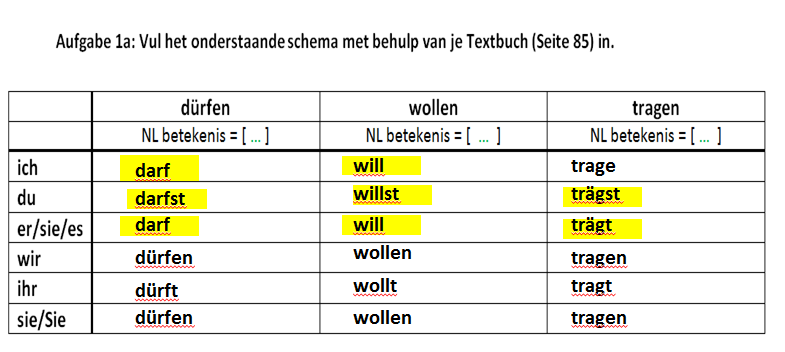 Aufgabe 1a: Vul het onderstaande schema met behulp van je Textbuch (Seite 85) in.
dürfen wollen tragen
NL betekenis = [ ... ] NL betekenis = [ ... ] NL betekenis = [ ... ]
ich darf will trage
du darfst willst trägst
er/sie/es darf will trägt
wir dürfen wollen tragen
ihr dürft wollt tragt
sie/Sie dürfen wollen tragen